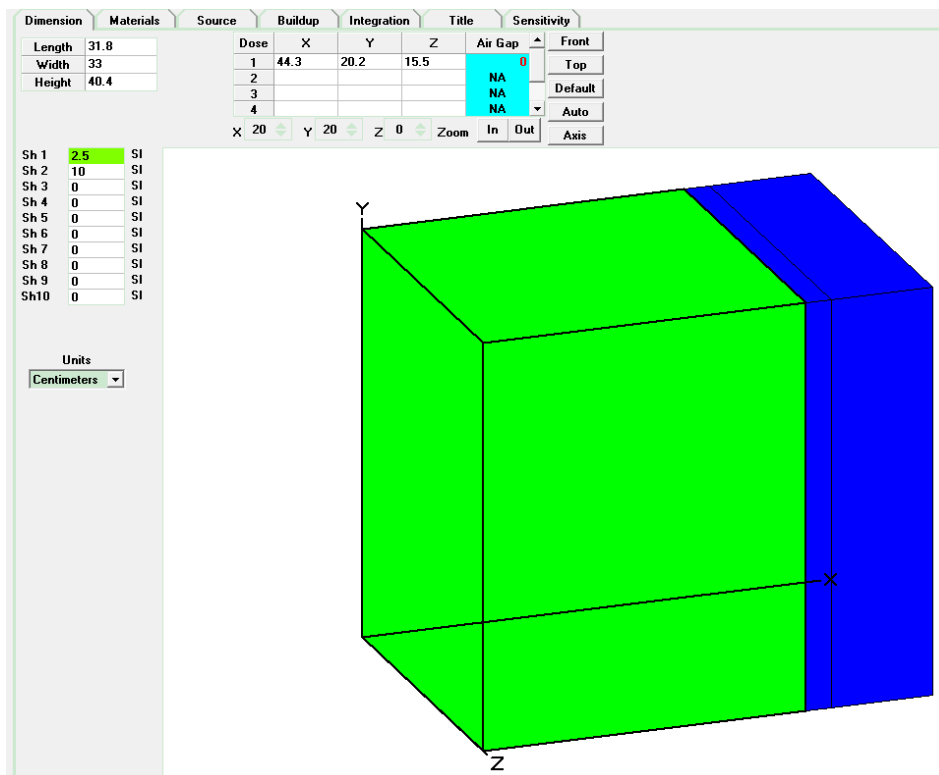 Dimension Materials Source Buildup Integration Title Sensitivity
Length 31.8
Width 33
Height 40.4
Dose X Y Z Air Gap
1 44.3 20.2 15.5 0
2 NA
3 NA
4 NA
X 20 Y 20 Z 0 Zoom In Out
Front
Top
Default
Auto
Axis
Sh 1 2.5 SI
Sh 2 10 SI
Sh 3 0 SI
Sh 4 0 SI
Sh 5 0 SI
Sh 6 0 SI
Sh 7 0 SI
Sh 8 0 SI
Sh 9 0 SI
Sh10 0 SI
Units
Centimeters
Y
X
Z